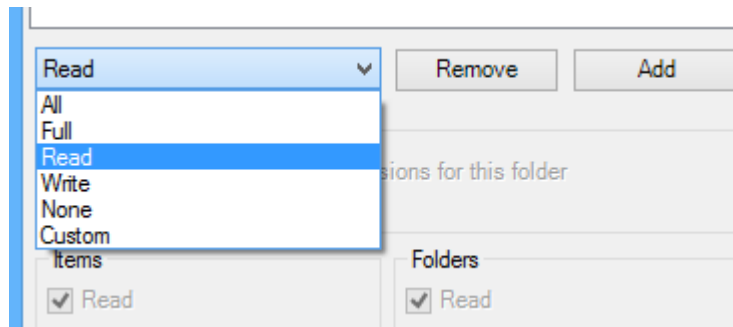 Read Remove Add
All
Full
Read
sions for this folder
Write
None
Custom
Items Folders
Read Read